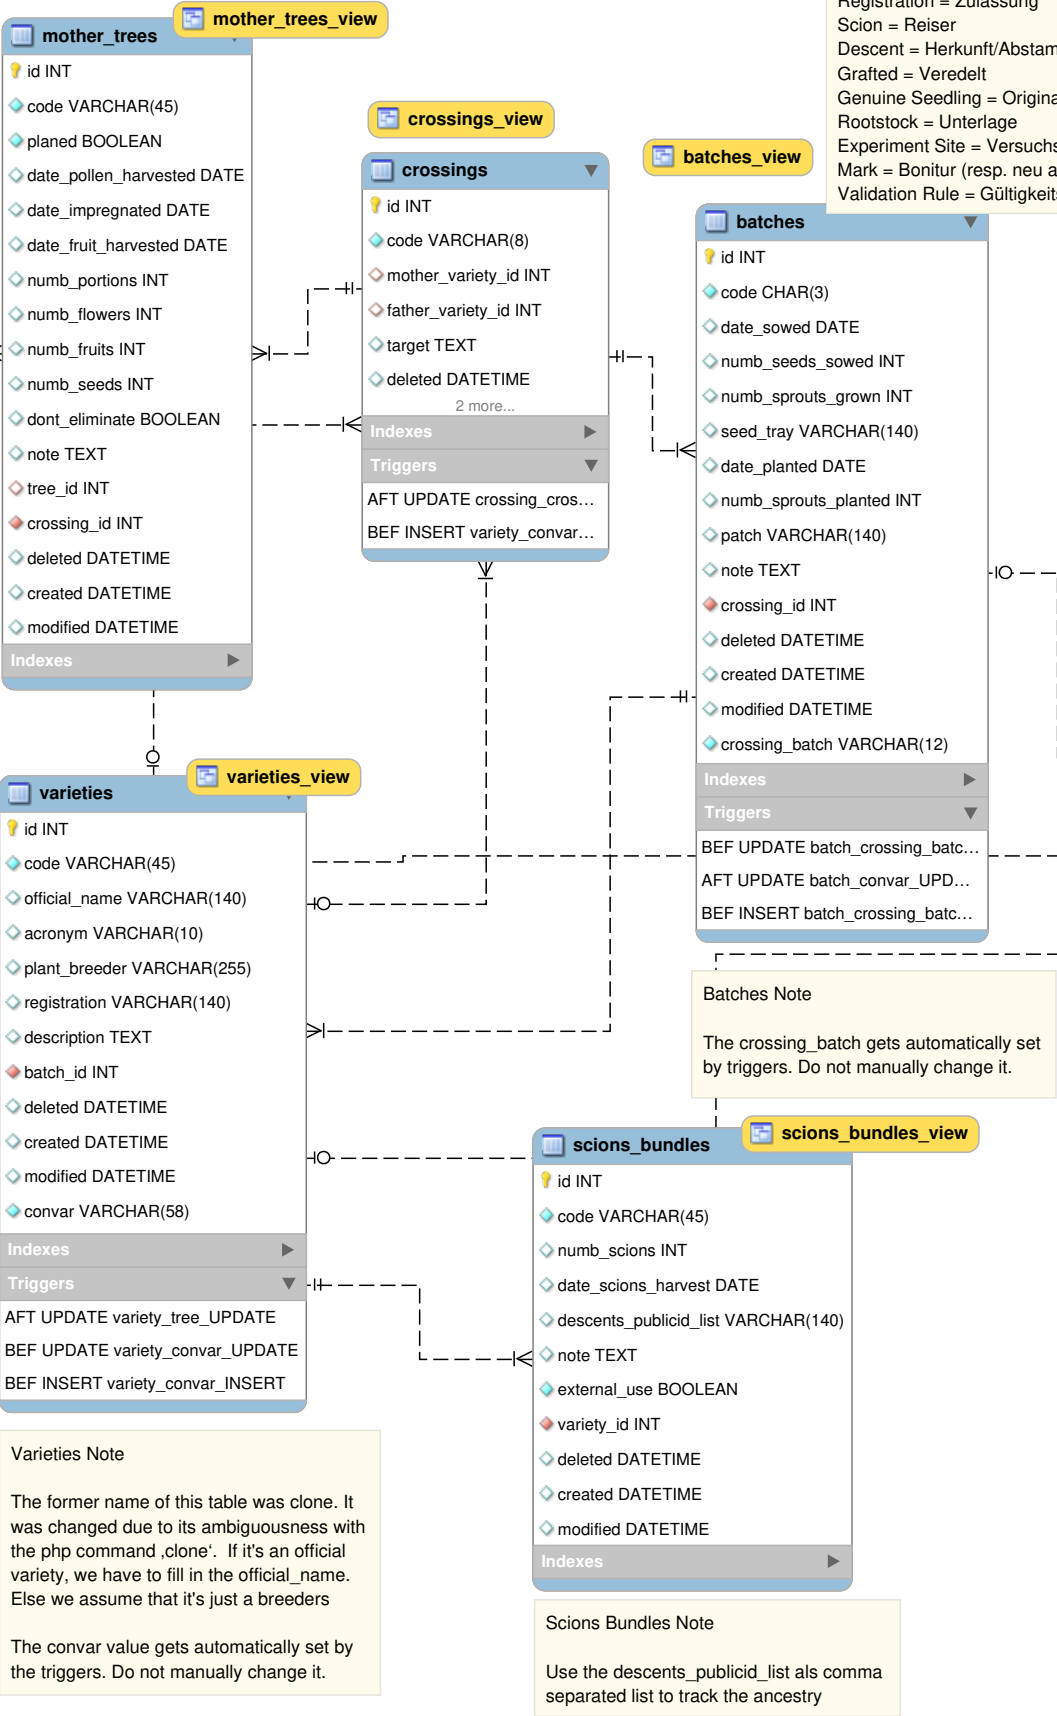 mother_trees_view
mother_trees
id INT
code VARCHAR(45)
planed BOOLEAN
date_pollen_harvested DATE
date_impregnated DATE
date_fruit_harvested DATE
numb_portions INT
numb_flowers INT
numb_fruits INT
numb_seeds INT
dont_eliminate BOOLEAN
note TEXT
tree_id INT
crossing_id INT
deleted DATETIME
created DATETIME
modified DATETIME
Indexes
crossings_view
crossings
id INT
code VARCHAR(8)
mother_variety_id INT
father_variety_id INT
target TEXT
deleted DATETIME
2 more...
Indexes
Triggers
AFT UPDATE crossing_cros...
BEF INSERT variety_convar...
Registration = Zulassung
Scion = Reiser
Descent = Herkunft/Abstam
Grafted = Veredelt
Genuine Seedling = Origina
Rootstock = Unterlage
Experiment Site = Versuchs
Mark = Bonitur (resp. neu a
Validation Rule = Gültigkeits
batches_view
batches
id INT
code CHAR(3)
date_sowed DATE
numb_seeds_sowed INT
numb_sprouts_grown INT
seed_tray VARCHAR(140)
date_planted DATE
numb_sprouts_planted INT
patch VARCHAR(140)
note TEXT
crossing_id INT
deleted DATETIME
created DATETIME
modified DATETIME
crossing_batch VARCHAR(12)
Indexes
Triggers
BEF UPDATE batch_crossing_batc...
AFT UPDATE batch_convar_UPD...
BEF INSERT batch_crossing_batc...
Batches Note
The crossing_batch gets automatically set
by triggers. Do not manually change it.
varieties_view
varieties
id INT
code VARCHAR(45)
official_name VARCHAR(140)
acronym VARCHAR(10)
plant_breeder VARCHAR(255)
registration VARCHAR(140)
description TEXT
batch_id INT
deleted DATETIME
created DATETIME
modified DATETIME
convar VARCHAR(58)
Indexes
Triggers
AFT UPDATE variety_tree_UPDATE
BEF UPDATE variety_convar_UPDATE
BEF INSERT variety_convar_INSERT
Varieties Note
The former name of this table was clone. It
was changed due to its ambiguousness with
the php command ‚clone‘.  If it's an official
variety, we have to fill in the official_name.
Else we assume that it's just a breeders
The convar value gets automatically set by
the triggers. Do not manually change it.
scions_bundles_view
scions_bundles
id INT
code VARCHAR(45)
numb_scions INT
date_scions_harvest DATE
descents_publicid_list VARCHAR(140)
note TEXT
external_use BOOLEAN
variety_id INT
deleted DATETIME
created DATETIME
modified DATETIME
Indexes
Scions Bundles Note
Use the descents_publicid_list als comma
separated list to track the ancestry